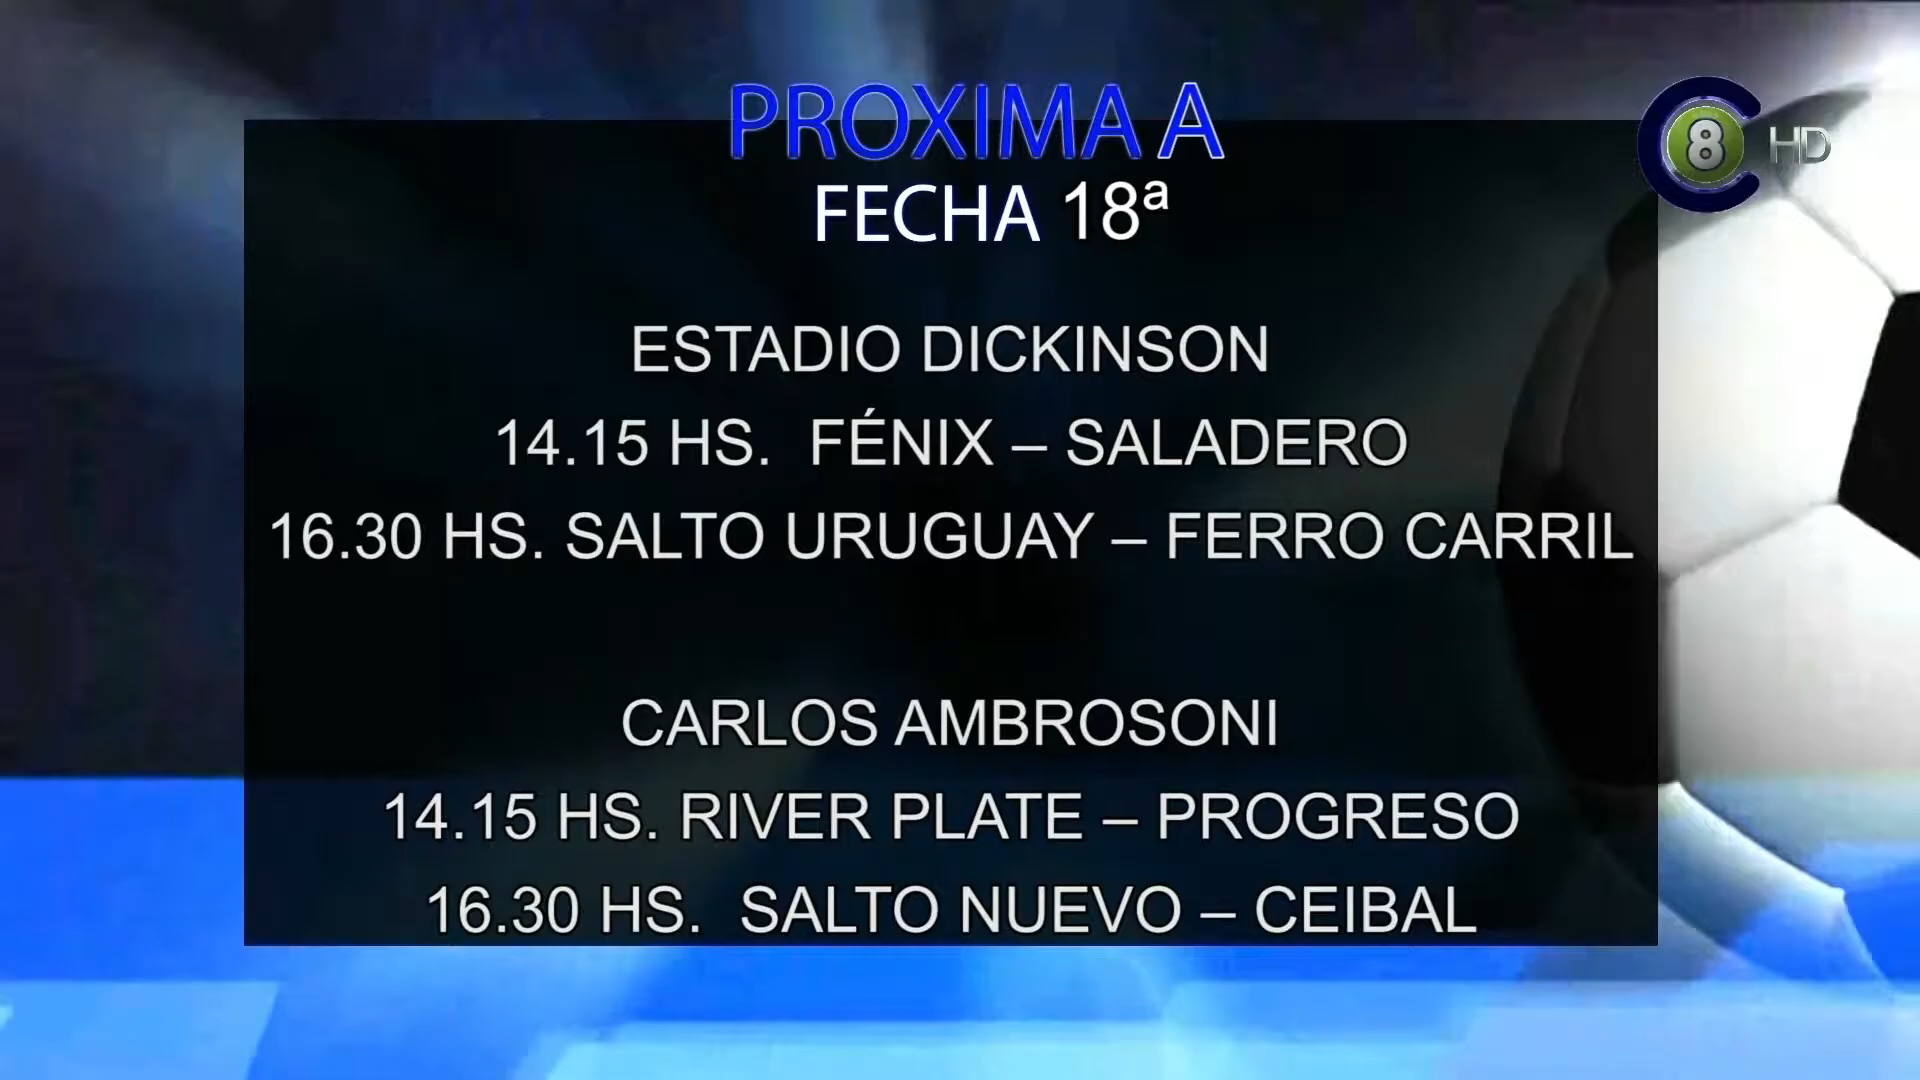 PROXIMA A
FECHA 18ª
C 8 HD
ESTADIO DICKINSON
14.15 HS. FÉNIX – SALADERO
16.30 HS. SALTO URUGUAY – FERRO CARRIL
CARLOS AMBROSONI
14.15 HS. RIVER PLATE – PROGRESO
16.30 HS. SALTO NUEVO – CEIBAL